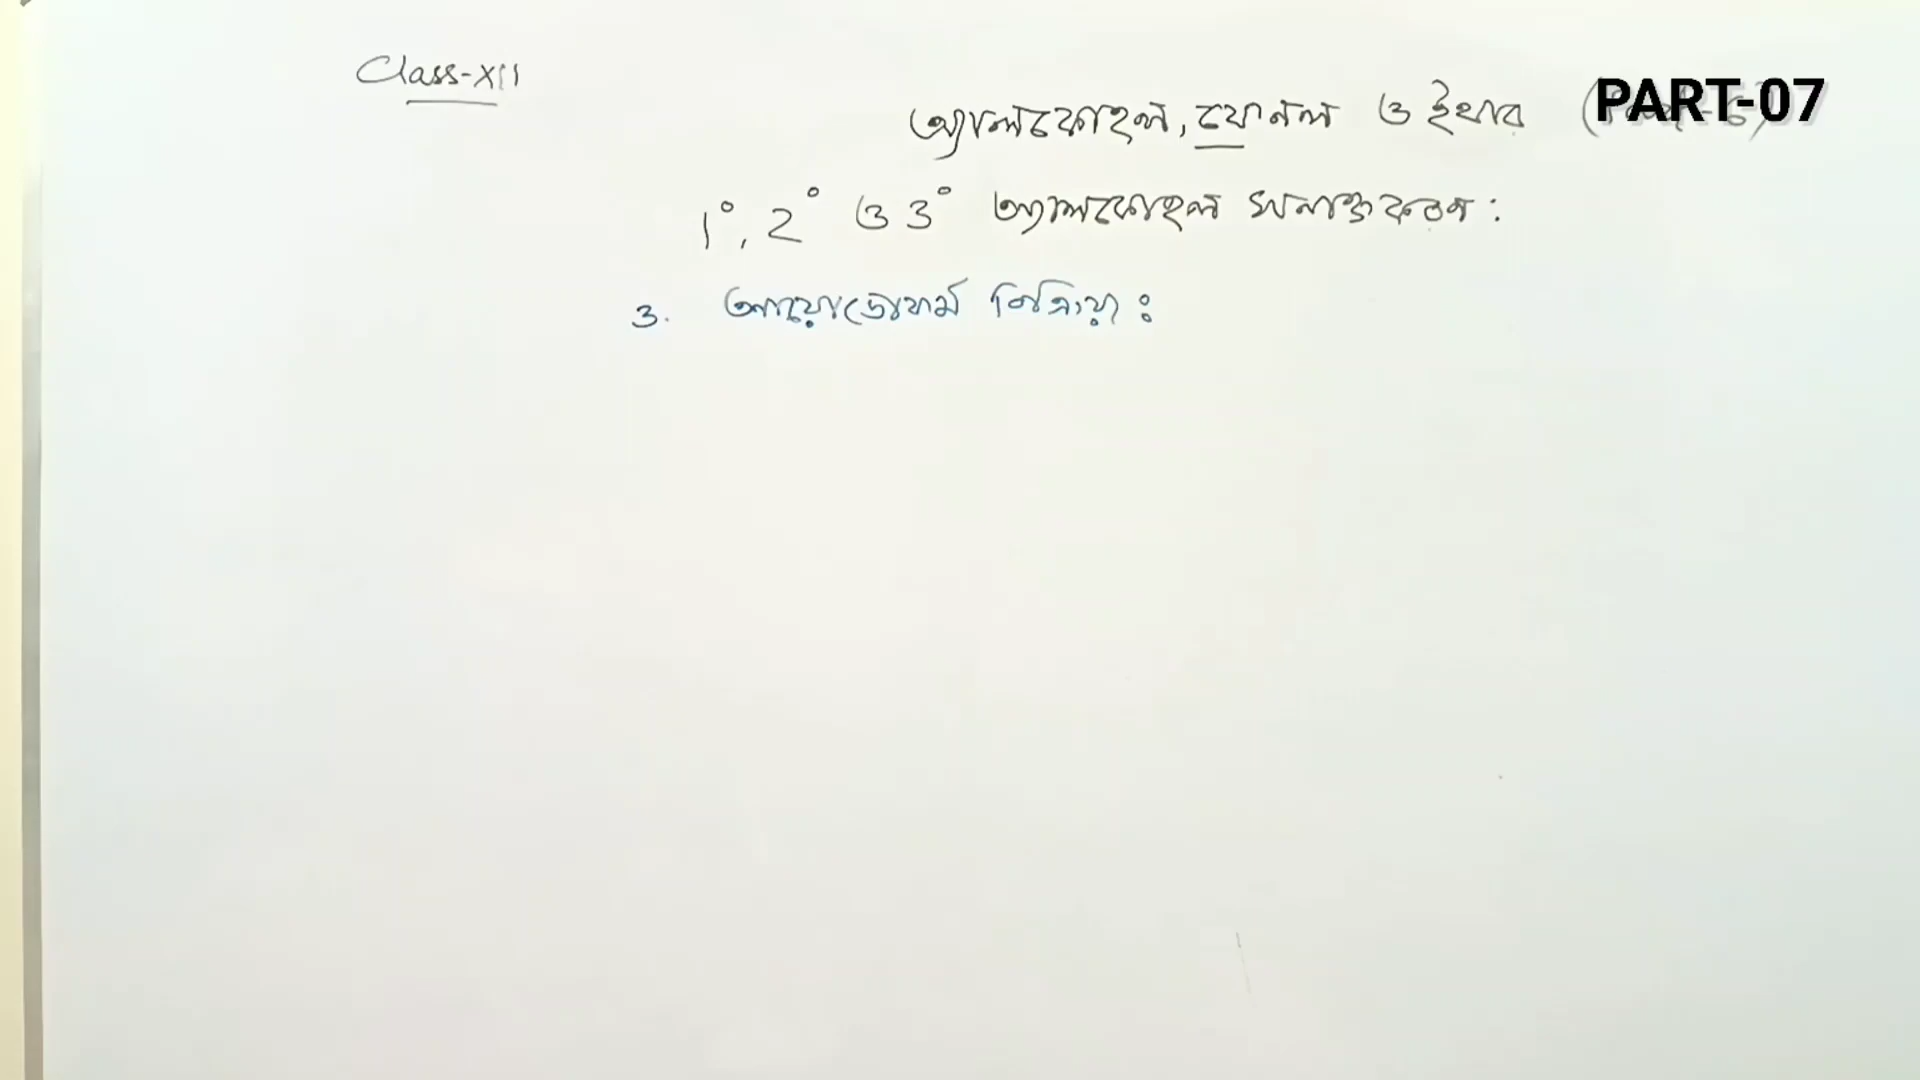 Class-XII
অ্যালকোহল, ফেনল ও ইথার PART-07
1°, 2° ও 3° অ্যালকোহল সনাক্তকরণ :
3. আয়োডোফর্ম বিক্রিয়া :